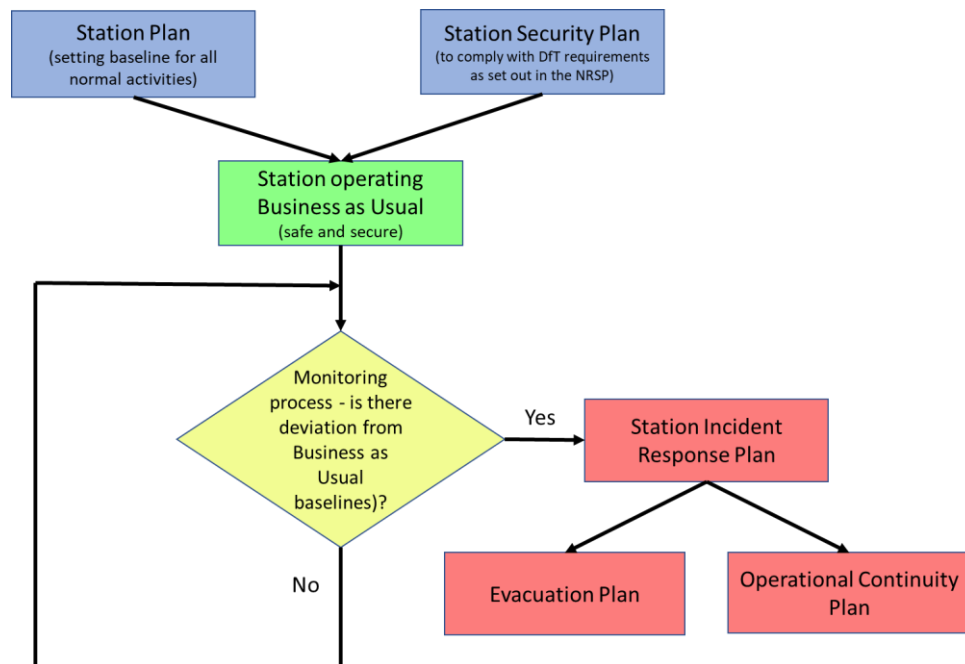 Station Plan
(setting baseline for all
normal activities)
Station Security Plan
(to comply with DfT requirements
as set out in the NRSP)
Station operating
Business as Usual
(safe and secure)
Monitoring
process - is there
deviation from
Business as
Usual
baselines)?
Yes
Station Incident
Response Plan
No
Evacuation Plan
Operational Continuity
Plan